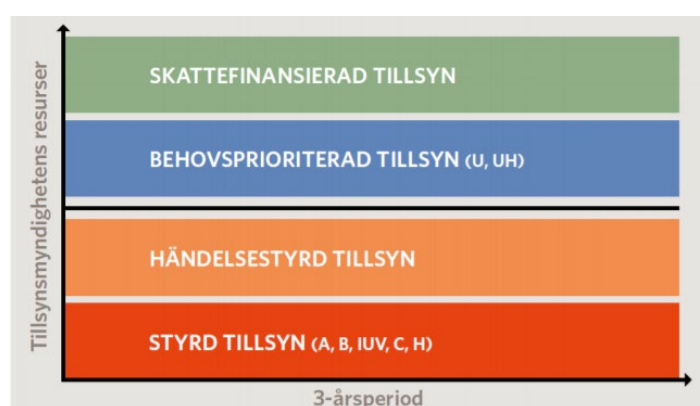 Tillsynsmyndighetens resurser
SKATTEFINANSIERAD TILLSYN
BEHOVSPRIORITERAD TILLSYN (U, UH)
HÄNDELSESTYRD TILLSYN
STYRD TILLSYN (A, B, IUV, C, H)
3-årsperiod